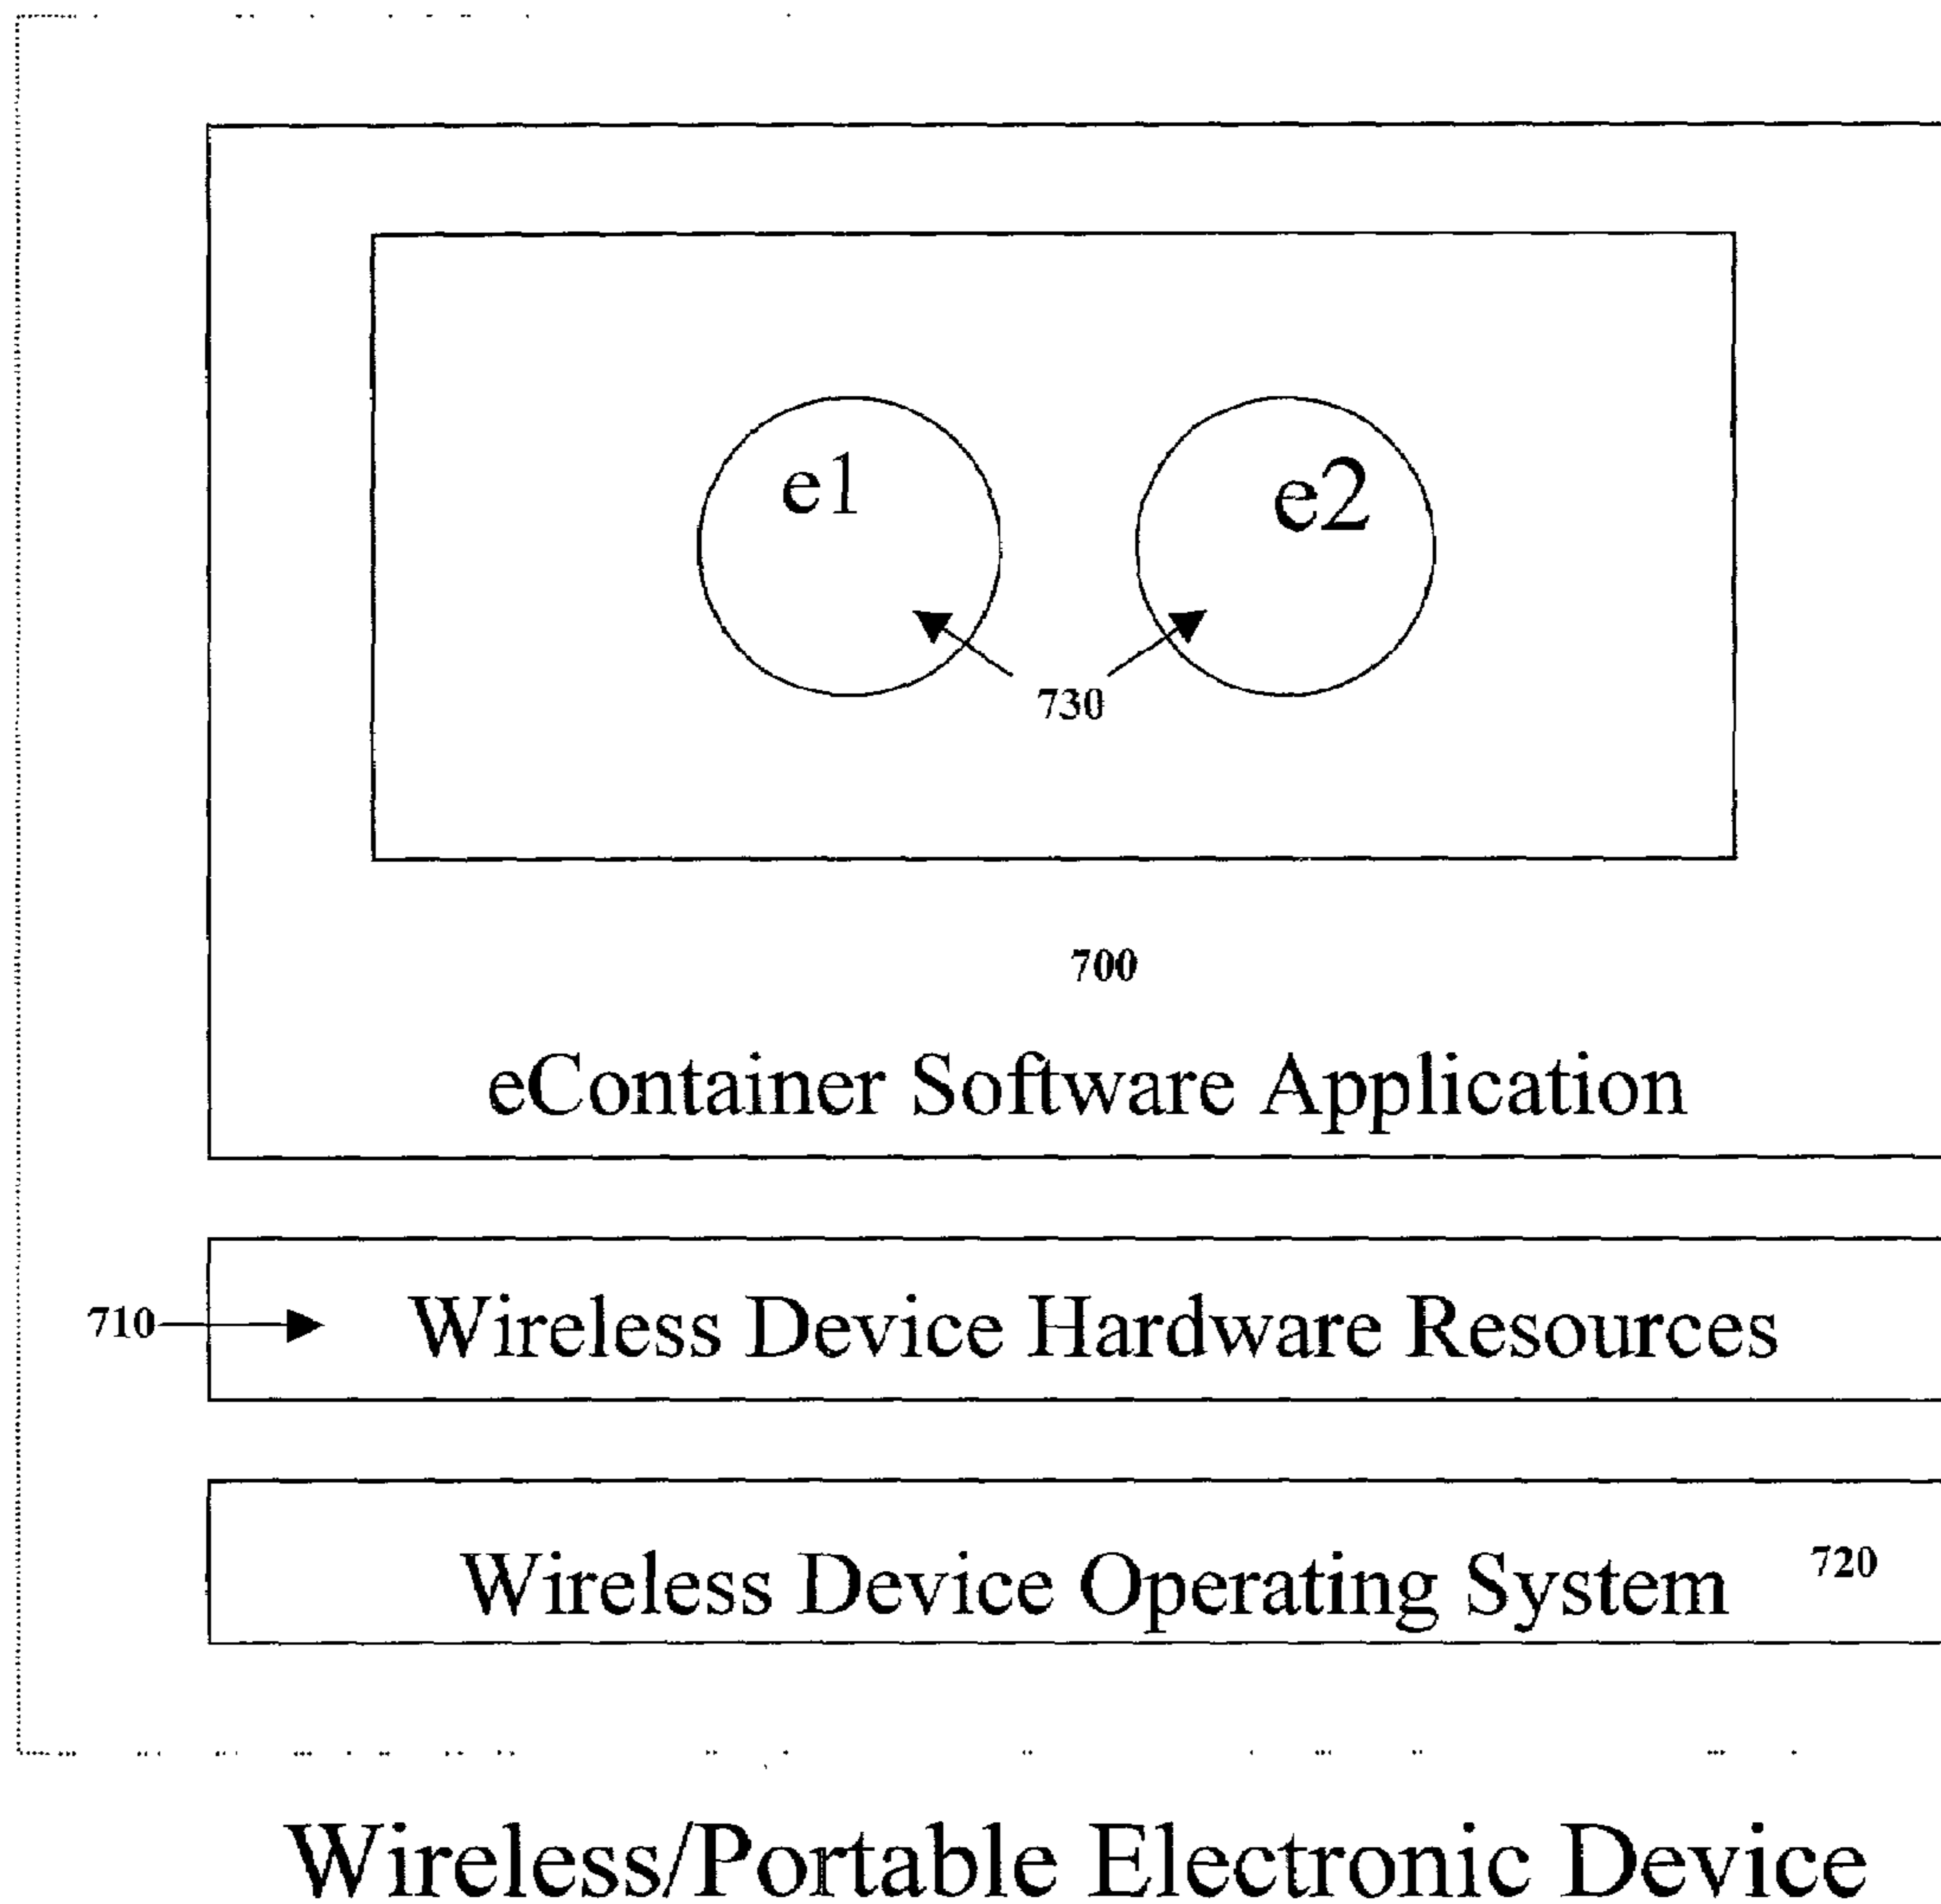 e1
e2
730
700
eContainer Software Application
710
Wireless Device Hardware Resources
Wireless Device Operating System
720
Wireless/Portable Electronic Device